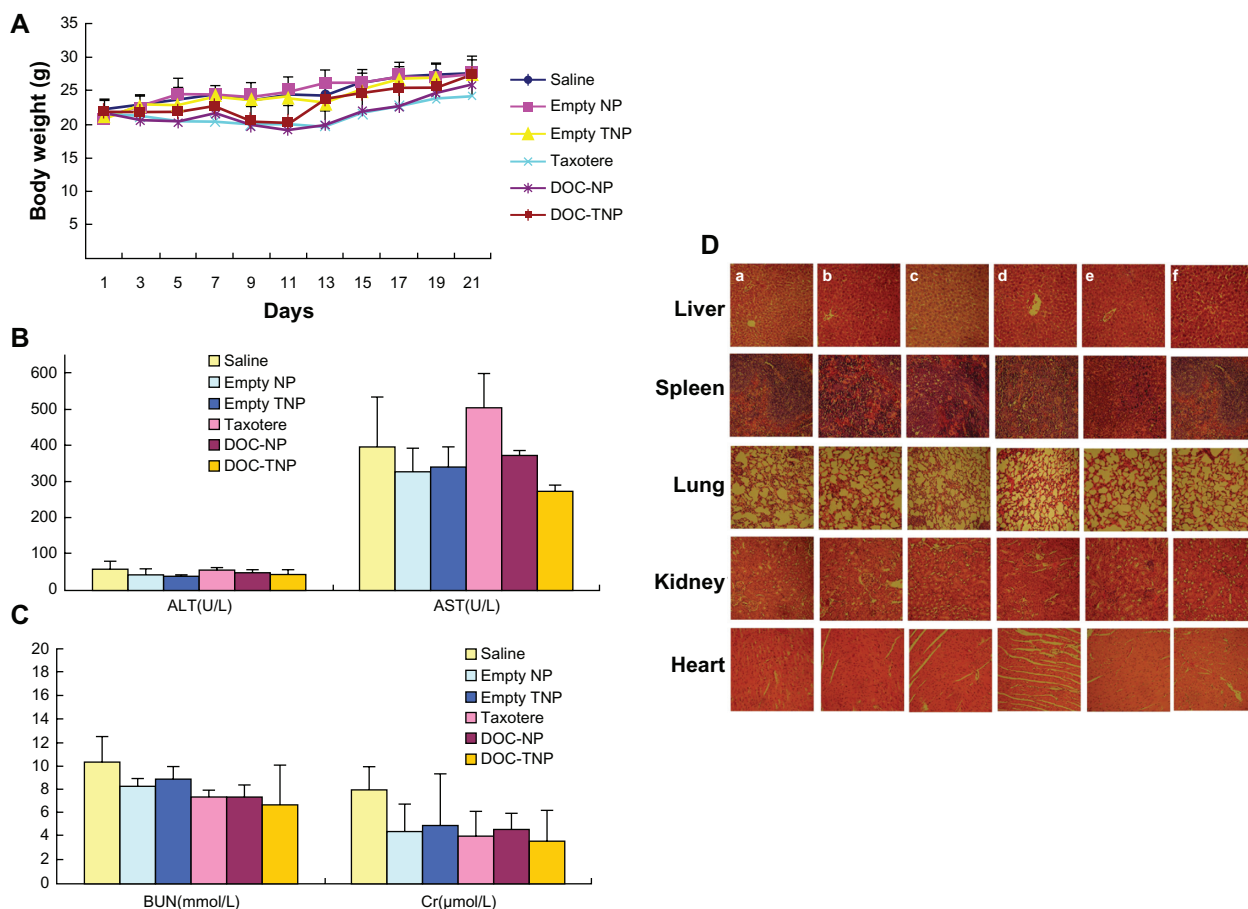 A
Body weight (g)
35
30
25
20
15
10
5
1 3 5 7 9 11 13 15 17 19 21
Days
Saline
Empty NP
Empty TNP
Taxotere
DOC-NP
DOC-TNP
B
600
500
400
300
200
100
0
Saline
Empty NP
Empty TNP
Taxotere
DOC-NP
DOC-TNP
ALT(U/L) AST(U/L)
C
20
18
16
14
12
10
8
6
4
2
0
Saline
Empty NP
Empty TNP
Taxotere
DOC-NP
DOC-TNP
BUN(mmol/L) Cr(μmol/L)
D
a b c d e f
Liver
Spleen
Lung
Kidney
Heart